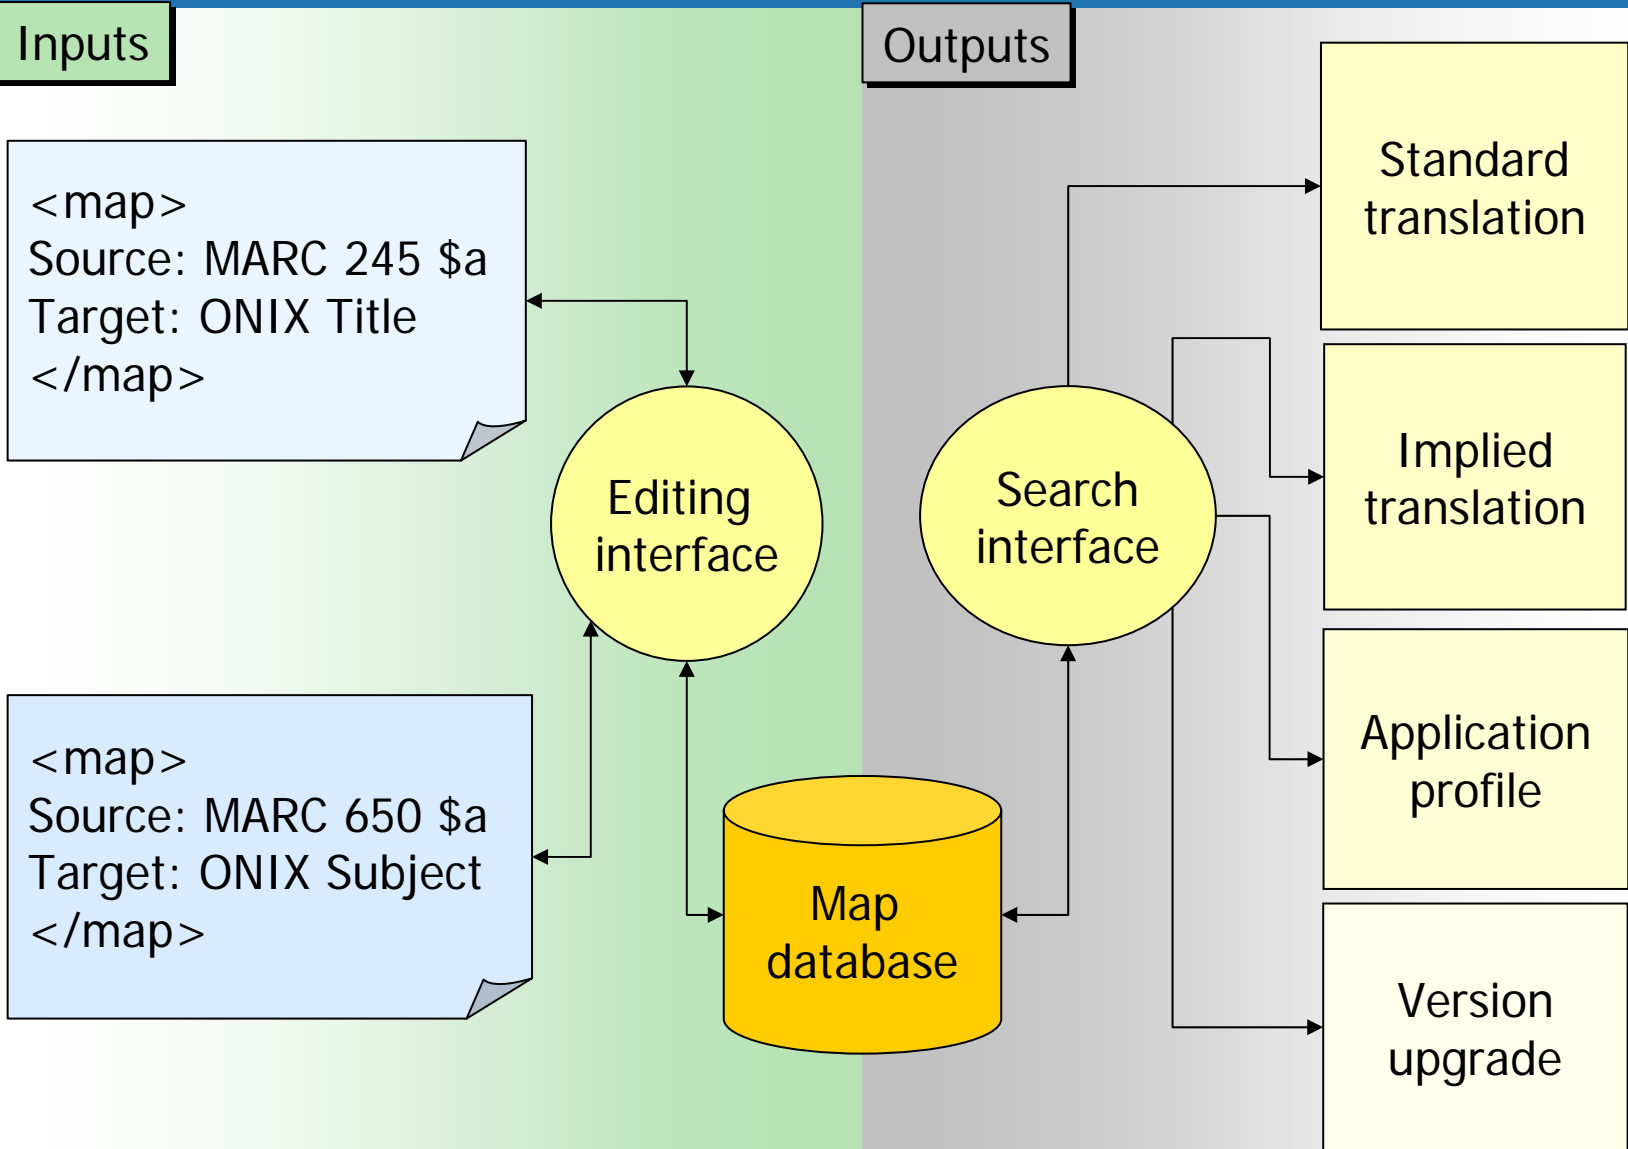 Inputs
<map>
Source: MARC 245 $a
Target: ONIX Title
</map>
<map>
Source: MARC 650 $a
Target: ONIX Subject
</map>
Editing
interface
Map
database
Outputs
Search
interface
Standard
translation
Implied
translation
Application
profile
Version
upgrade